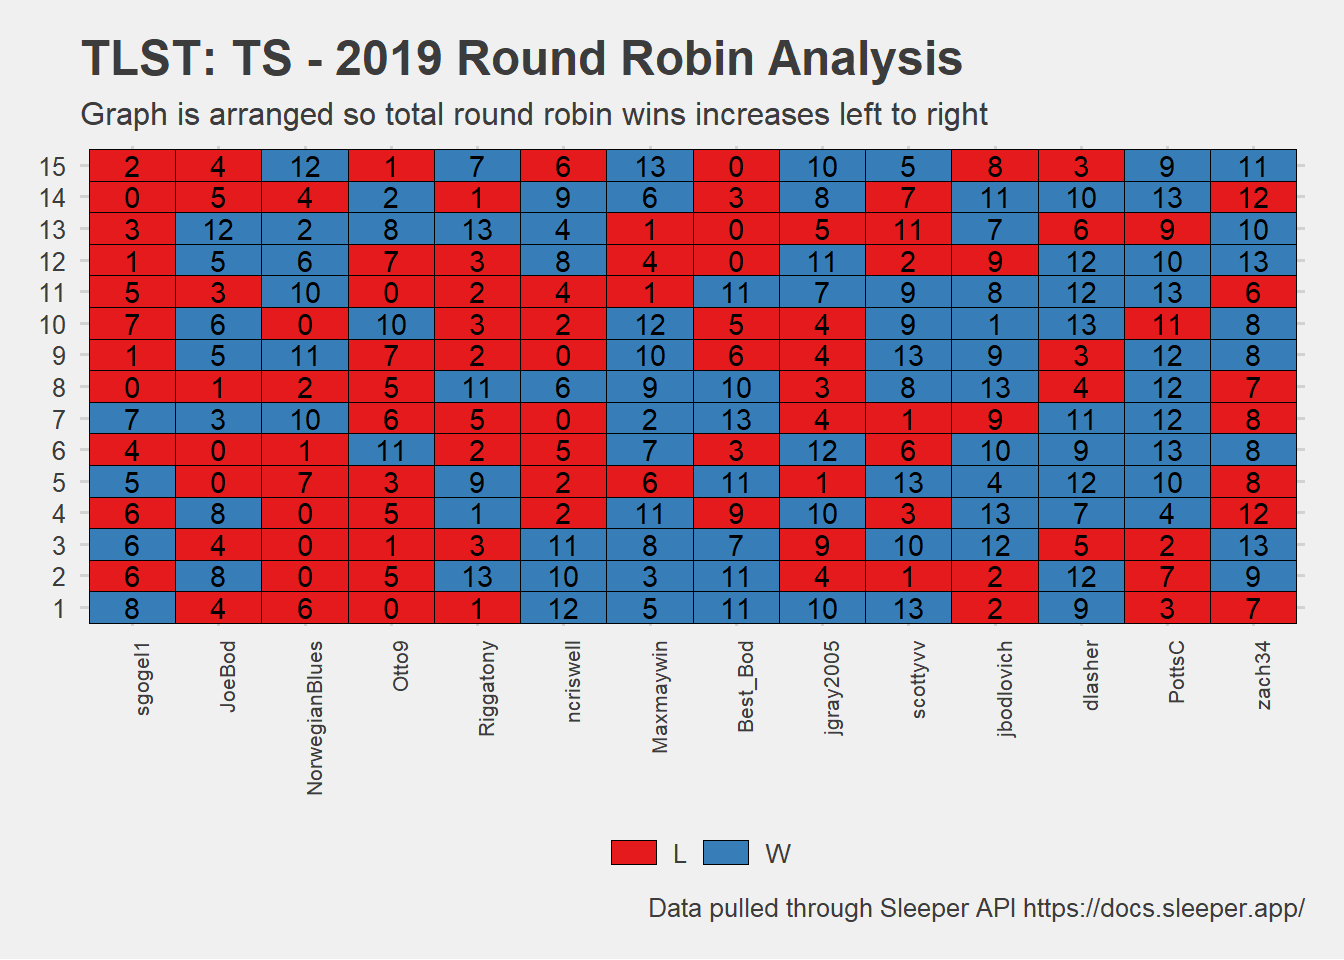 TLST: TS - 2019 Round Robin Analysis
Graph is arranged so total round robin wins increases left to right
15 2 4 12 1 7 6 13 0 10 5 8 3 9 11
14 0 5 4 2 1 9 6 3 8 7 11 10 13 12
13 3 12 2 8 13 4 1 0 5 11 7 6 9 10
12 1 5 6 7 3 8 4 0 11 2 9 12 10 13
11 5 3 10 0 2 4 1 11 7 9 8 12 13 6
10 7 6 0 10 3 2 12 5 4 9 1 13 11 8
9 1 5 11 7 2 0 10 6 4 13 9 3 12 8
8 0 1 2 5 11 6 9 10 3 8 13 4 12 7
7 7 3 10 6 5 0 2 13 4 1 9 11 12 8
6 4 0 1 11 2 5 7 3 12 6 10 9 13 8
5 5 0 7 3 9 2 6 11 1 13 4 12 10 8
4 6 8 0 5 1 2 11 9 10 3 13 7 4 12
3 6 4 0 1 3 11 8 7 9 10 12 5 2 13
2 6 8 0 5 13 10 3 11 4 1 2 12 7 9
1 8 4 6 0 1 12 5 11 10 13 2 9 3 7
sgogel1 JoeBod NorwegianBlues Otto9 Riggatony ncriswell Maxmaywin Best_Bod jgray2005 scottyvv jbodlovich dlasher PottsC zach34
L W
Data pulled through Sleeper API https://docs.sleeper.app/